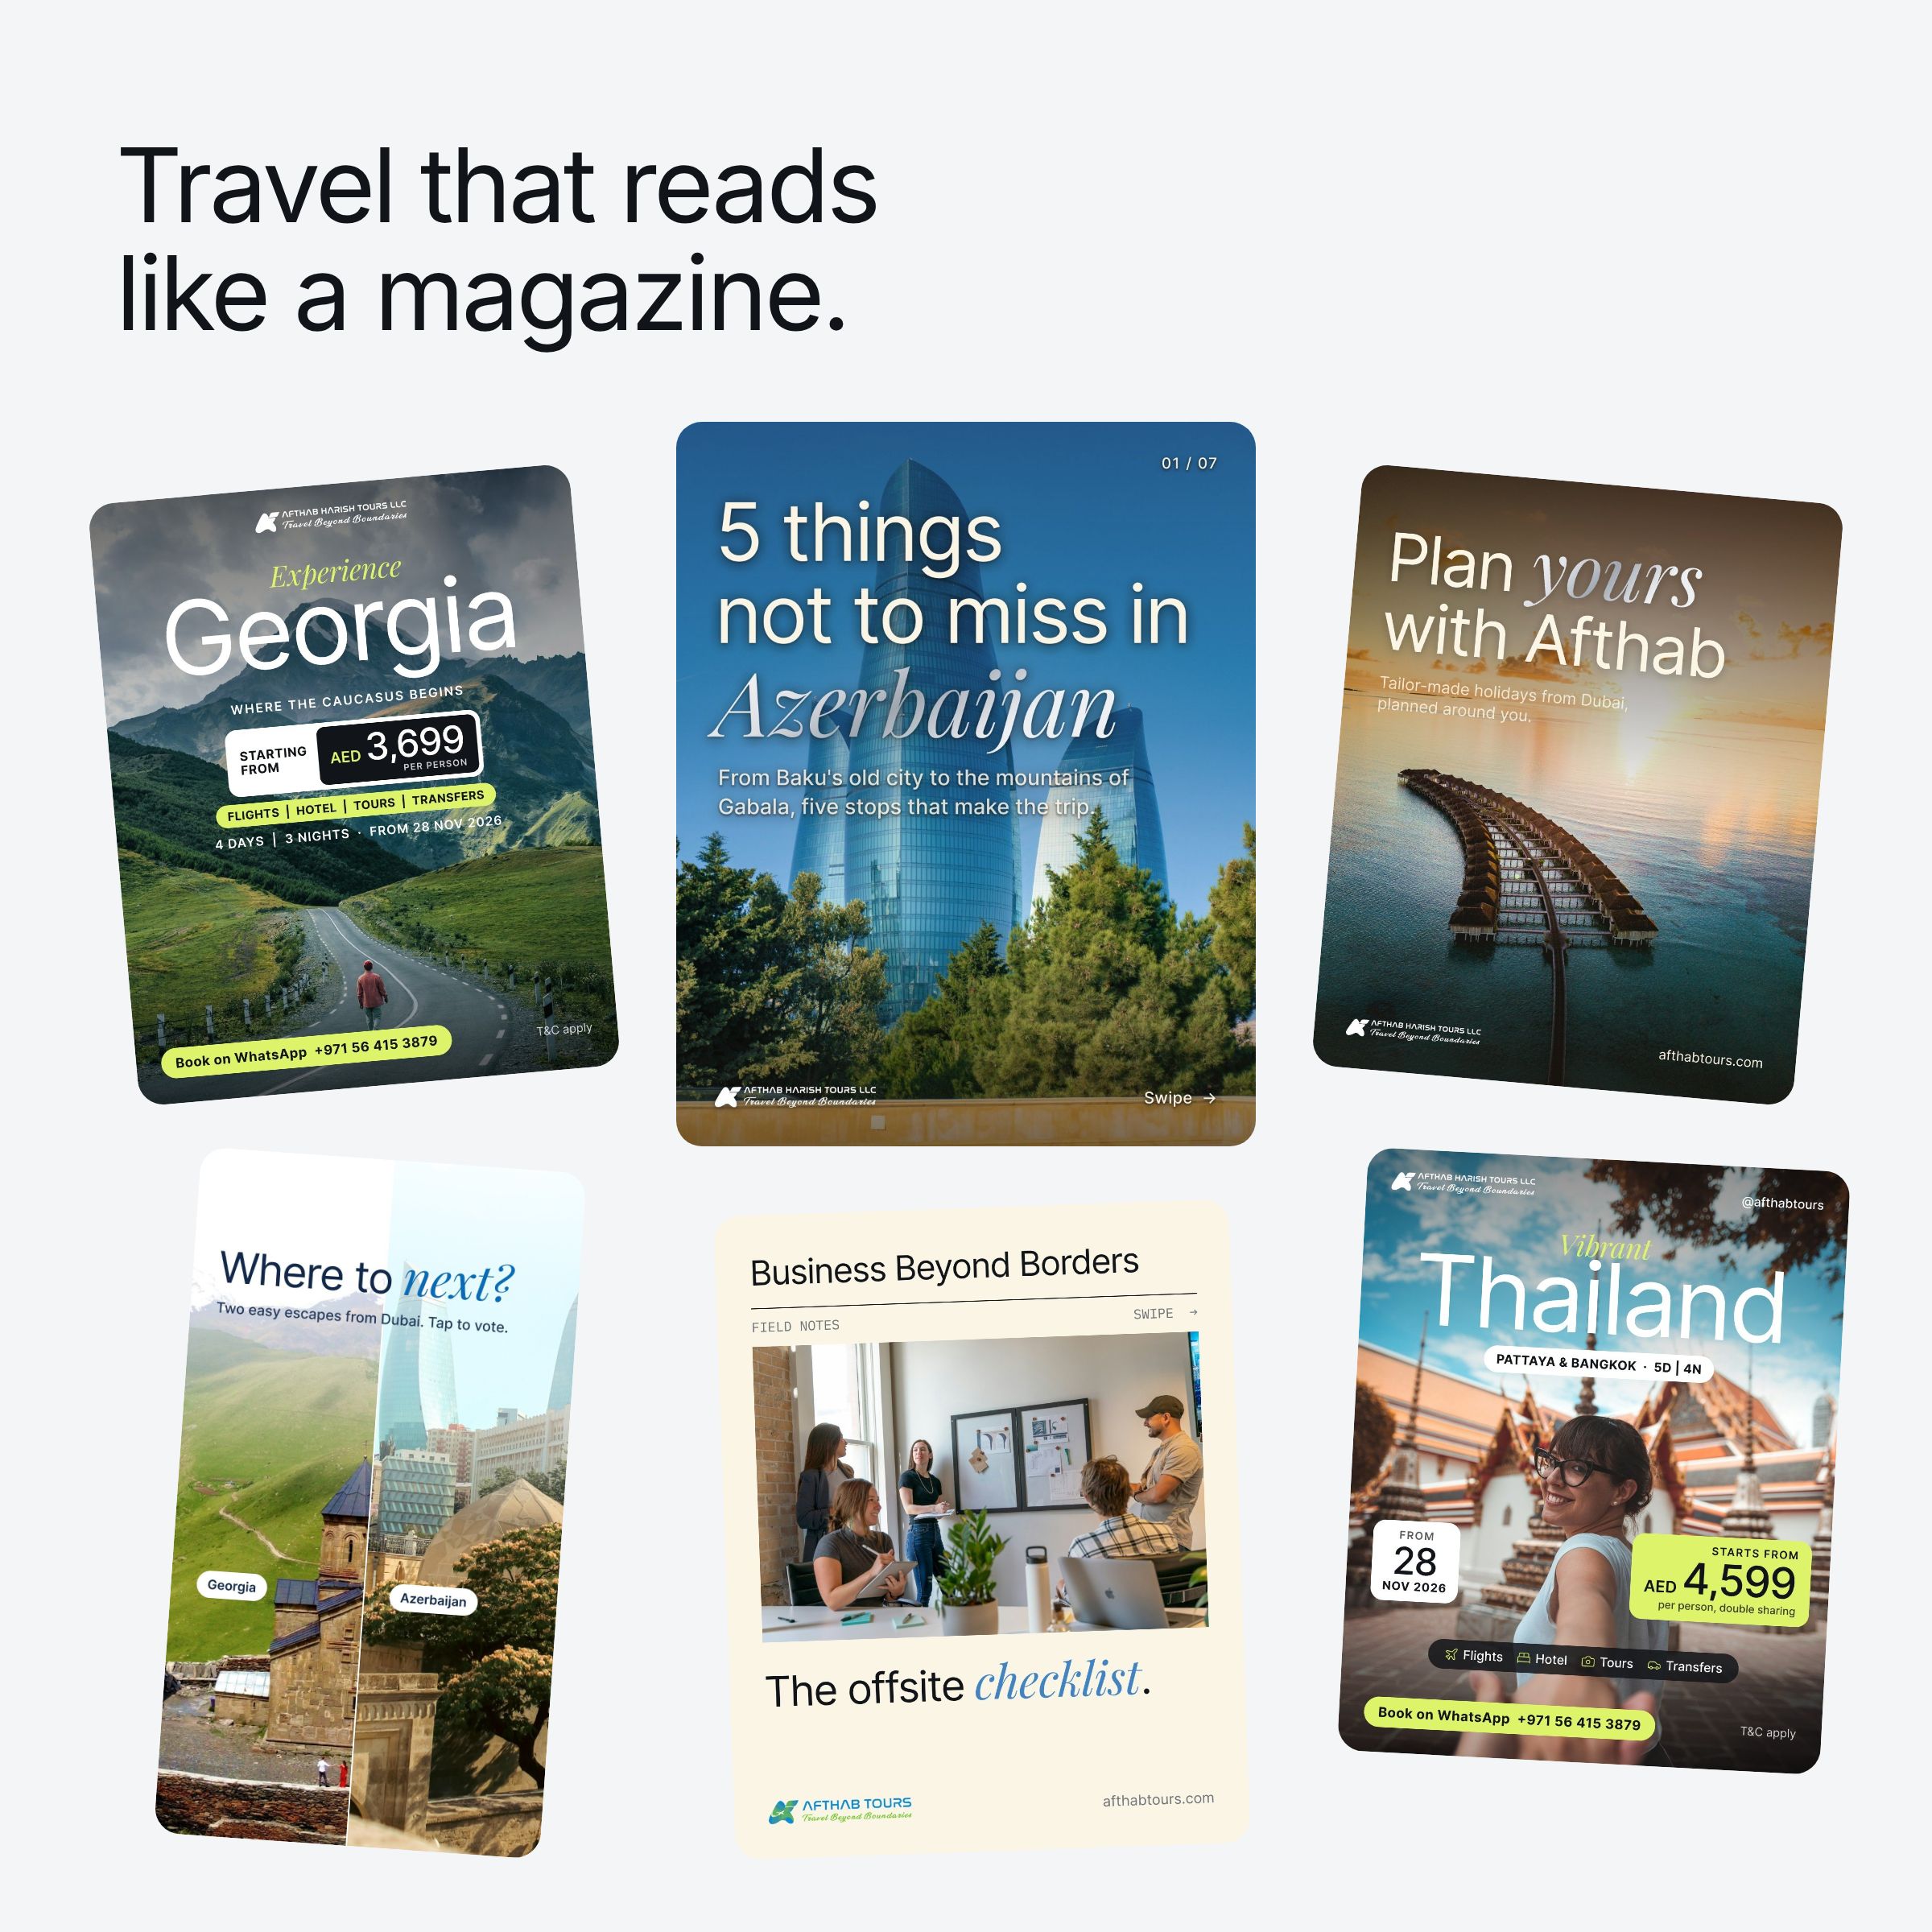 Travel that reads
like a magazine.
AFTHAB HARISH TOURS LLC
Travel Beyond Boundaries
Experience
Georgia
WHERE THE CAUCASUS BEGINS
STARTING
FROM
AED 3,699
PER PERSON
FLIGHTS | HOTEL | TOURS | TRANSFERS
4 DAYS | 3 NIGHTS · FROM 28 NOV 2026
Book on WhatsApp +971 56 415 3879
T&C apply
01 / 07
5 things
not to miss in
Azerbaijan
From Baku's old city to the mountains of
Gabala, five stops that make the trip.
AFTHAB HARISH TOURS LLC
Travel Beyond Boundaries
Swipe →
Plan yours
with Afthab
Tailor-made holidays from Dubai,
planned around you.
AFTHAB HARISH TOURS LLC
Travel Beyond Boundaries
afthabtours.com
Where to next?
Two easy escapes from Dubai. Tap to vote.
Georgia
Azerbaijan
Business Beyond Borders
FIELD NOTES
SWIPE →
The offsite checklist.
AFTHAB TOURS
Travel Beyond Boundaries
afthabtours.com
AFTHAB HARISH TOURS LLC
Travel Beyond Boundaries
@afthabtours
Vibrant
Thailand
PATTAYA & BANGKOK · 5D | 4N
FROM
28
NOV 2026
STARTS FROM
AED 4,599
per person, double sharing
Flights Hotel Tours Transfers
Book on WhatsApp +971 56 415 3879
T&C apply